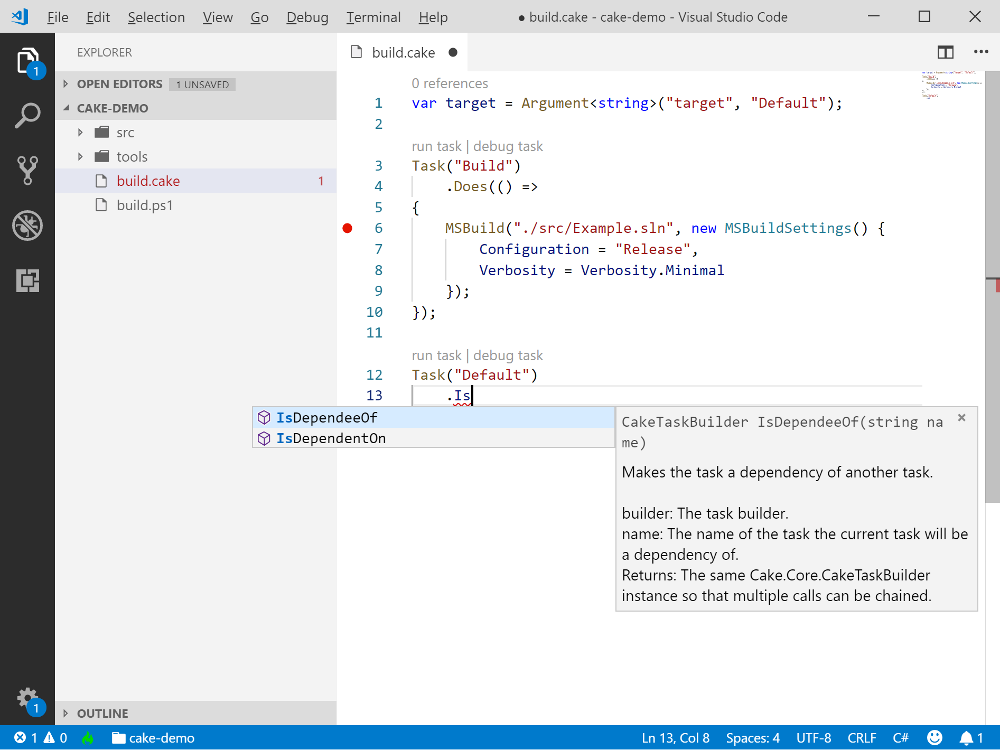 File Edit Selection View Go Debug Terminal Help ● build.cake - cake-demo - Visual Studio Code
EXPLORER
OPEN EDITORS 1 UNSAVED
CAKE-DEMO
src
tools
build.cake 1
build.ps1
OUTLINE
1
1
build.cake ●
0 references
1 var target = Argument<string>("target", "Default");
2
run task | debug task
3 Task("Build")
4 .Does(() =>
5 {
6 MSBuild("./src/Example.sln", new MSBuildSettings() {
7 Configuration = "Release",
8 Verbosity = Verbosity.Minimal
9 });
10 });
11
run task | debug task
12 Task("Default")
13 .Is
IsDependeeOf
IsDependentOn
CakeTaskBuilder IsDependeeOf(string na
me)
Makes the task a dependency of another task.
builder: The task builder.
name: The name of the task the current task will be
a dependency of.
Returns: The same Cake.Core.CakeTaskBuilder
instance so that multiple calls can be chained.
1 0 cake-demo Ln 13, Col 8 Spaces: 4 UTF-8 CRLF C# 1